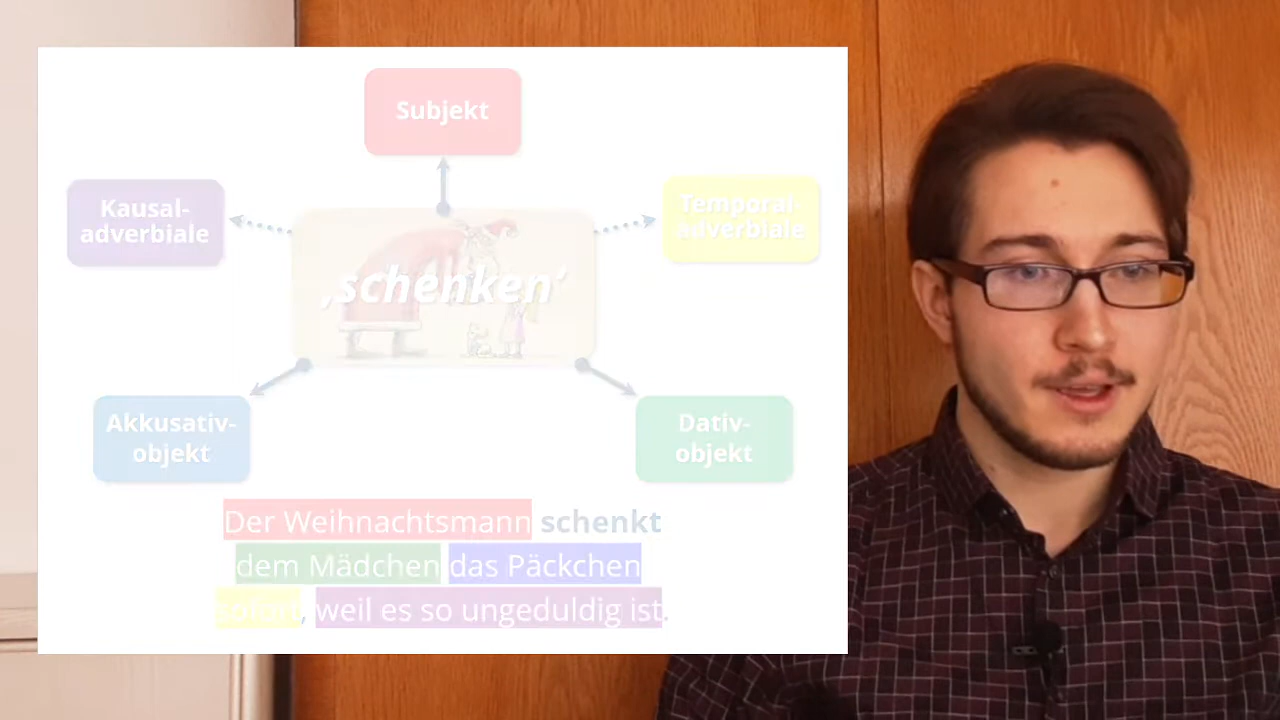 Subjekt
Kausal-
adverbiale
Temporal-
adverbiale
‚schenken‘
Akkusativ-
objekt
Dativ-
objekt
Der Weihnachtsmann schenkt
dem Mädchen das Päckchen
sofort, weil es so ungeduldig ist.